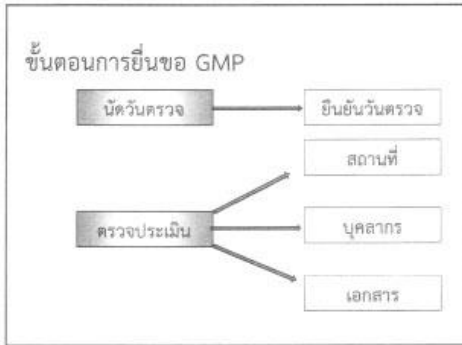 ขั้นตอนการยื่นขอ GMP
นัดวันตรวจ
ยืนยันวันตรวจ
สถานที่
ตรวจประเมิน
บุคลากร
เอกสาร